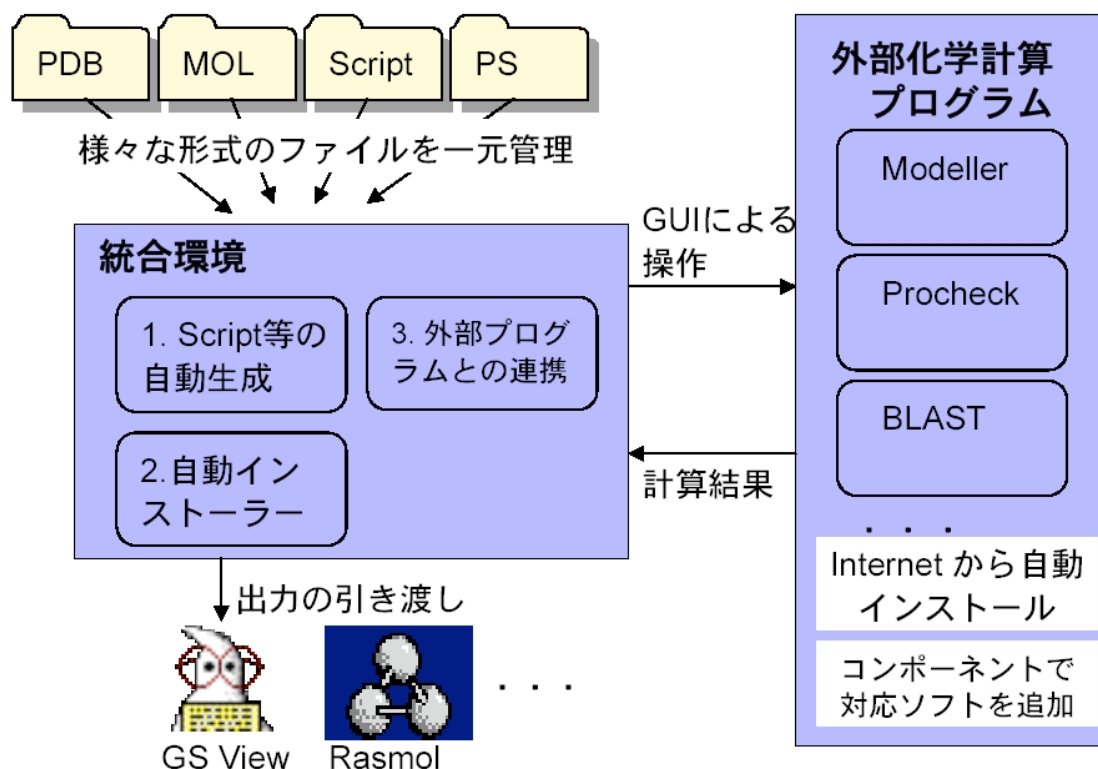 PDB
MOL
Script
PS
様々な形式のファイルを一元管理
統合環境
1. Script等の
自動生成
2.自動イン
ストーラー
3. 外部プログ
ラムとの連携
GUIによる
操作
計算結果
外部化学計算
プログラム
Modeller
Procheck
BLAST
. . .
Internet から自動
インストール
コンポーネントで
対応ソフトを追加
出力の引き渡し
GS View
Rasmol
. . .